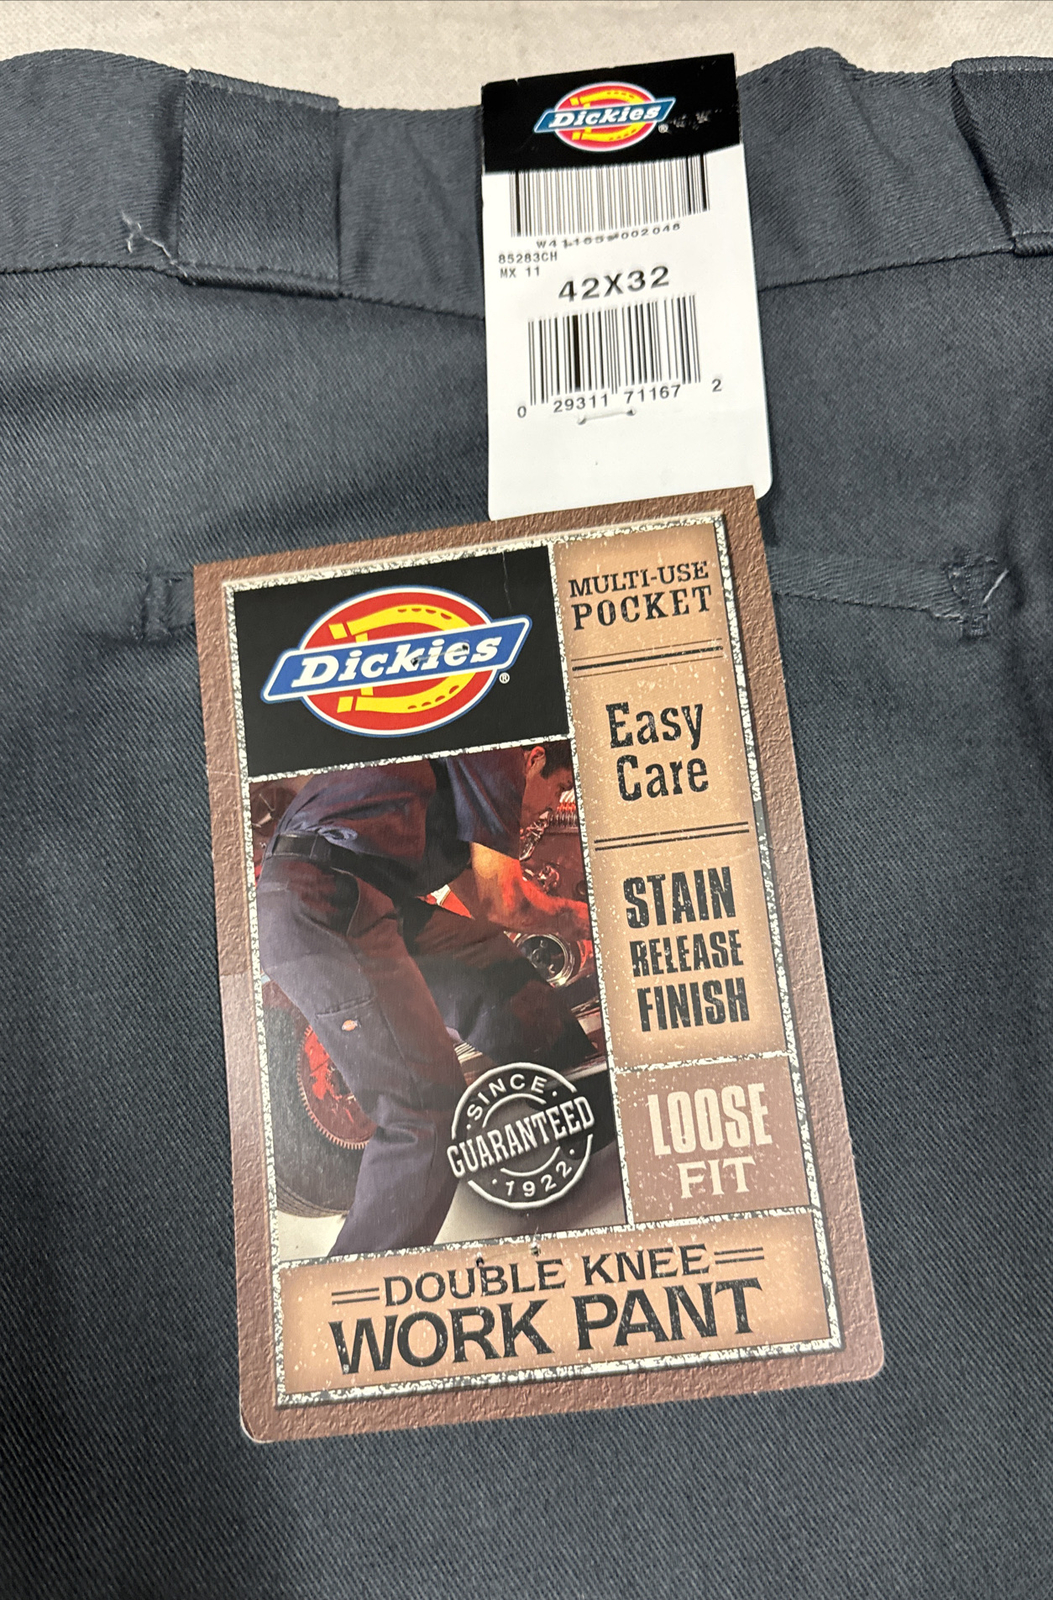 Dickies®
85283CH
MX 11
42X32
0 29311 71167 2
Dickies®
MULTI-USE
POCKET
Easy
Care
STAIN
RELEASE
FINISH
LOOSE
FIT
SINCE
GUARANTEED
1922
DOUBLE KNEE
WORK PANT